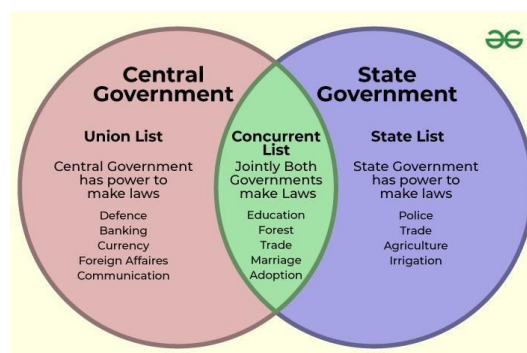 Central
Government
Union List
Central Government
has power to
make laws
Defence
Banking
Currency
Foreign Affaires
Communication
Concurrent
List
Jointly Both
Governments
make Laws
Education
Forest
Trade
Marriage
Adoption
State
Government
State List
State Government
has power to
make laws
Police
Trade
Agriculture
Irrigation